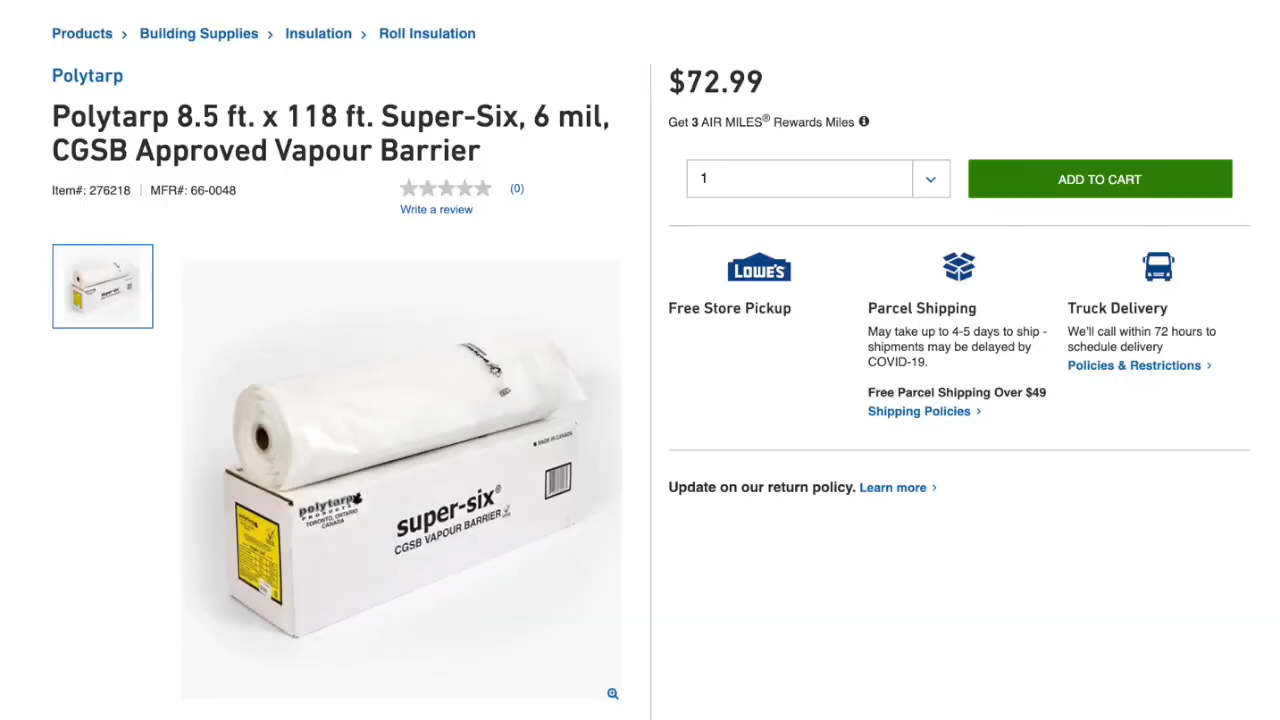 Products > Building Supplies > Insulation > Roll Insulation
Polytarp
Polytarp 8.5 ft. x 118 ft. Super-Six, 6 mil,
CGSB Approved Vapour Barrier
Item#: 276218 | MFR#: 66-0048
(0)
Write a review
polytarp
PRODUCTS
TORONTO, ONTARIO
CANADA
super-six®
CGSB VAPOUR BARRIER
MADE IN CANADA
$72.99
Get 3 AIR MILES® Rewards Miles
1
ADD TO CART
LOWE'S
Free Store Pickup
Parcel Shipping
May take up to 4-5 days to ship -
shipments may be delayed by
COVID-19.
Free Parcel Shipping Over $49
Shipping Policies >
Truck Delivery
We'll call within 72 hours to
schedule delivery
Policies & Restrictions >
Update on our return policy. Learn more >